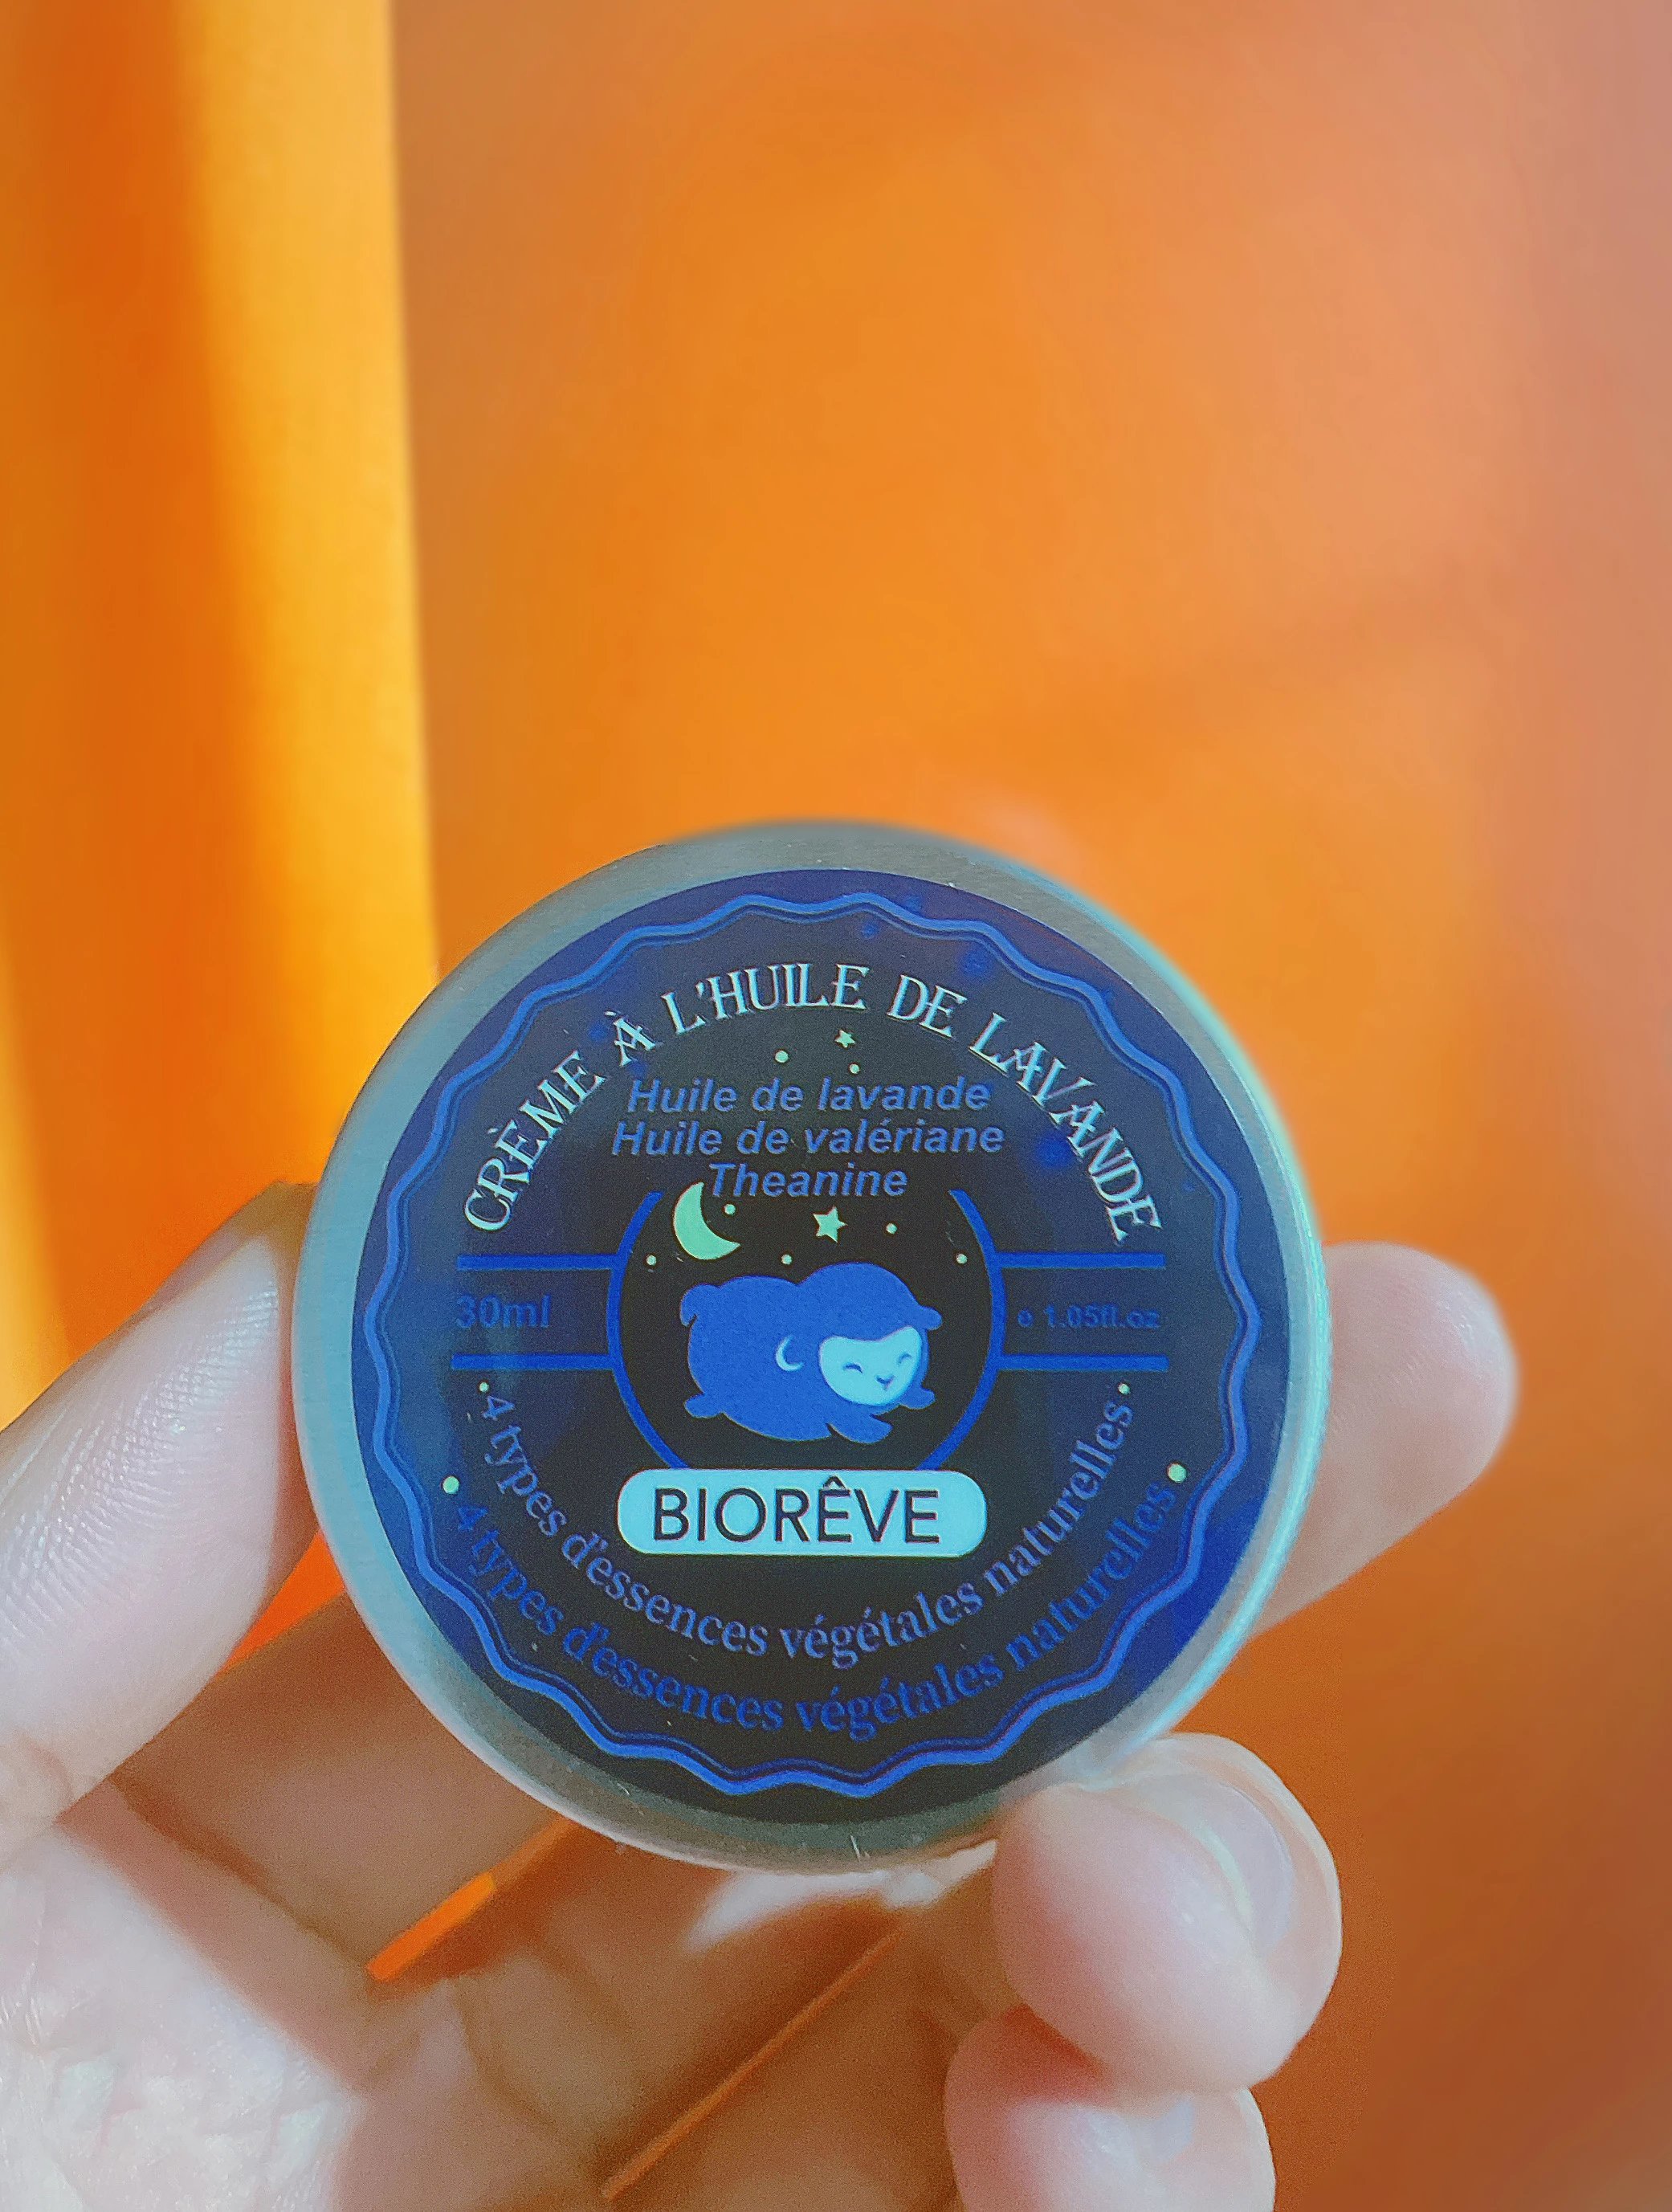 CRÈME À L'HUILE DE LAVANDE
Huile de lavande
Huile de valériane
Theanine
30ml
e 1.05fl.oz
BIORÊVE
4 types d'essences végétales naturelles
4 types d'essences végétales naturelles